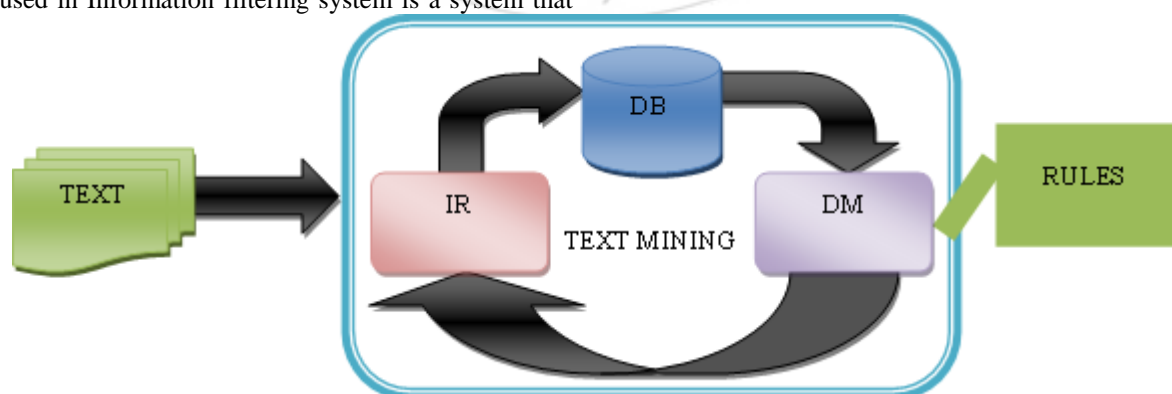 used in Information filtering system is a system that
DB
TEXT
IR
DM
RULES
TEXT MINING